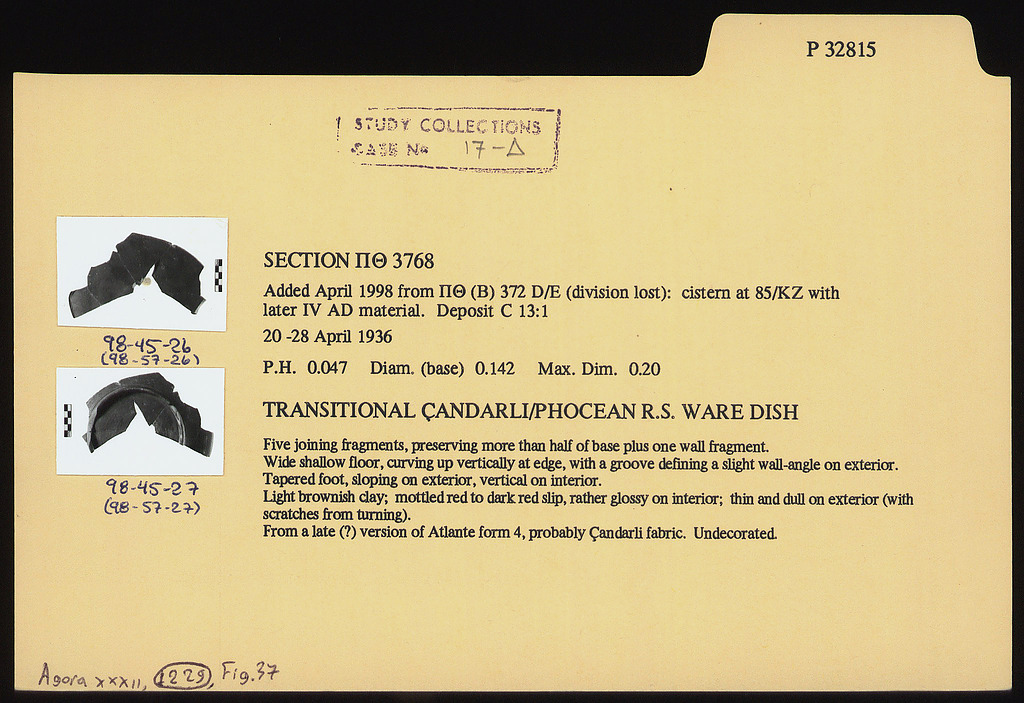 P 32815
STUDY COLLECTIONS
CASE No 17-Δ
98-45-26
(98-57-26)
98-45-27
(98-57-27)
SECTION ΠΘ 3768
Added April 1998 from ΠΘ (B) 372 D/E (division lost): cistern at 85/KZ with
later IV AD material. Deposit C 13:1
20 -28 April 1936
P.H. 0.047 Diam. (base) 0.142 Max. Dim. 0.20
TRANSITIONAL ÇANDARLI/PHOCEAN R.S. WARE DISH
Five joining fragments, preserving more than half of base plus one wall fragment.
Wide shallow floor, curving up vertically at edge, with a groove defining a slight wall-angle on exterior.
Tapered foot, sloping on exterior, vertical on interior.
Light brownish clay; mottled red to dark red slip, rather glossy on interior; thin and dull on exterior (with
scratches from turning).
From a late (?) version of Atlante form 4, probably Çandarli fabric. Undecorated.
Agora XXXII, 1229, Fig.37